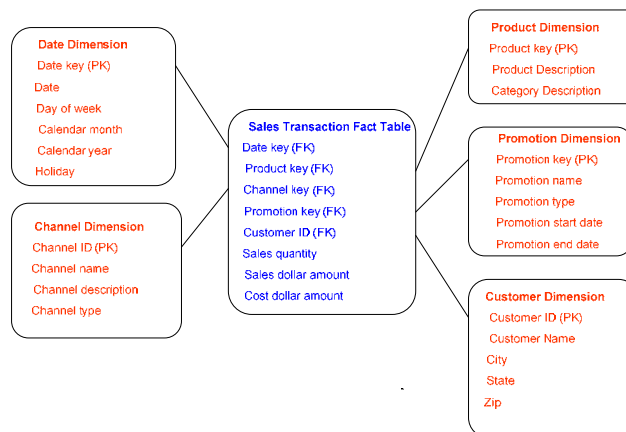 Date Dimension
Date key (PK)
Date
Day of week
Calendar month
Calendar year
Holiday
Channel Dimension
Channel ID (PK)
Channel name
Channel description
Channel type
Sales Transaction Fact Table
Date key (FK)
Product key (FK)
Channel key (FK)
Promotion key (FK)
Customer ID (FK)
Sales quantity
Sales dollar amount
Cost dollar amount
Product Dimension
Product key (PK)
Product Description
Category Description
Promotion Dimension
Promotion key (PK)
Promotion name
Promotion type
Promotion start date
Promotion end date
Customer Dimension
Customer ID (PK)
Customer Name
City
State
Zip